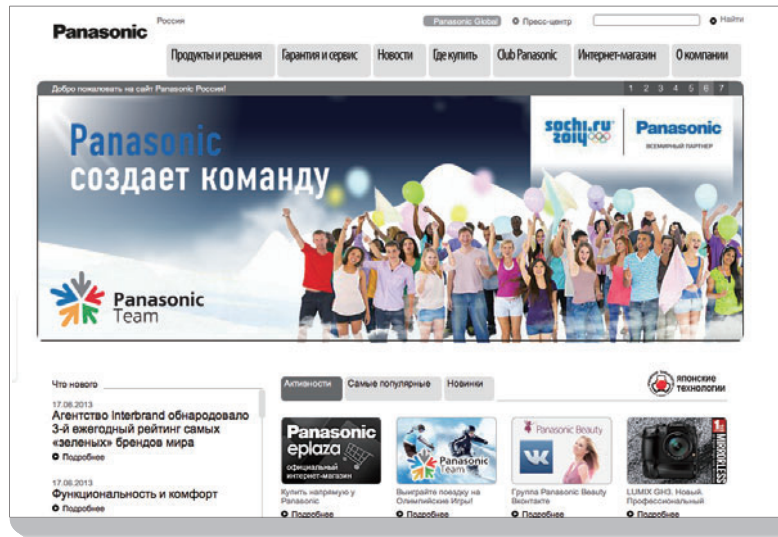 Panasonic
Россия
Panasonic Global
Пресс-центр
Найти
Продукты и решения
Гарантия и сервис
Новости
Где купить
Club Panasonic
Интернет-магазин
О компании
Добро пожаловать на сайт Panasonic Россия!
1 2 3 4 5 6 7
Panasonic
создает команду
sochi.ru
2014
Panasonic
ВСЕМИРНЫЙ ПАРТНЕР
Panasonic
Team
Что нового
17.06.2013
Агентство Interbrand обнародовало
3-й ежегодный рейтинг самых
«зеленых» брендов мира
Подробнее
17.06.2013
Функциональность и комфорт
Подробнее
Активности
Самые популярные
Новинки
ЯПОНСКИЕ
ТЕХНОЛОГИИ
Panasonic
eplaza
официальный
интернет-магазин
Купить напрямую у
Panasonic
Подробнее
Panasonic
Team
Выиграйте поездку на
Олимпийские Игры!
Подробнее
Panasonic Beauty
Группа Panasonic Beauty
Вконтакте
Подробнее
MIRRORLESS
LUMIX GH3. Новый.
Профессиональный
Подробнее